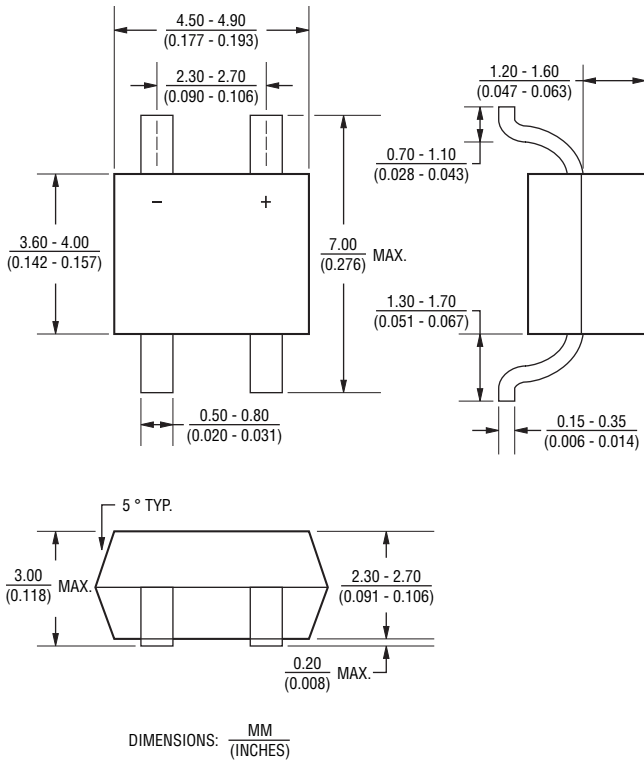 4.50 - 4.90
(0.177 - 0.193)
2.30 - 2.70
(0.090 - 0.106)
1.20 - 1.60
(0.047 - 0.063)
0.70 - 1.10
(0.028 - 0.043)
– +
3.60 - 4.00
(0.142 - 0.157)
7.00
(0.276)
MAX.
1.30 - 1.70
(0.051 - 0.067)
0.50 - 0.80
(0.020 - 0.031)
0.15 - 0.35
(0.006 - 0.014)
5 ° TYP.
3.00
(0.118)
MAX.
2.30 - 2.70
(0.091 - 0.106)
0.20
(0.008)
MAX.
DIMENSIONS:
MM
(INCHES)